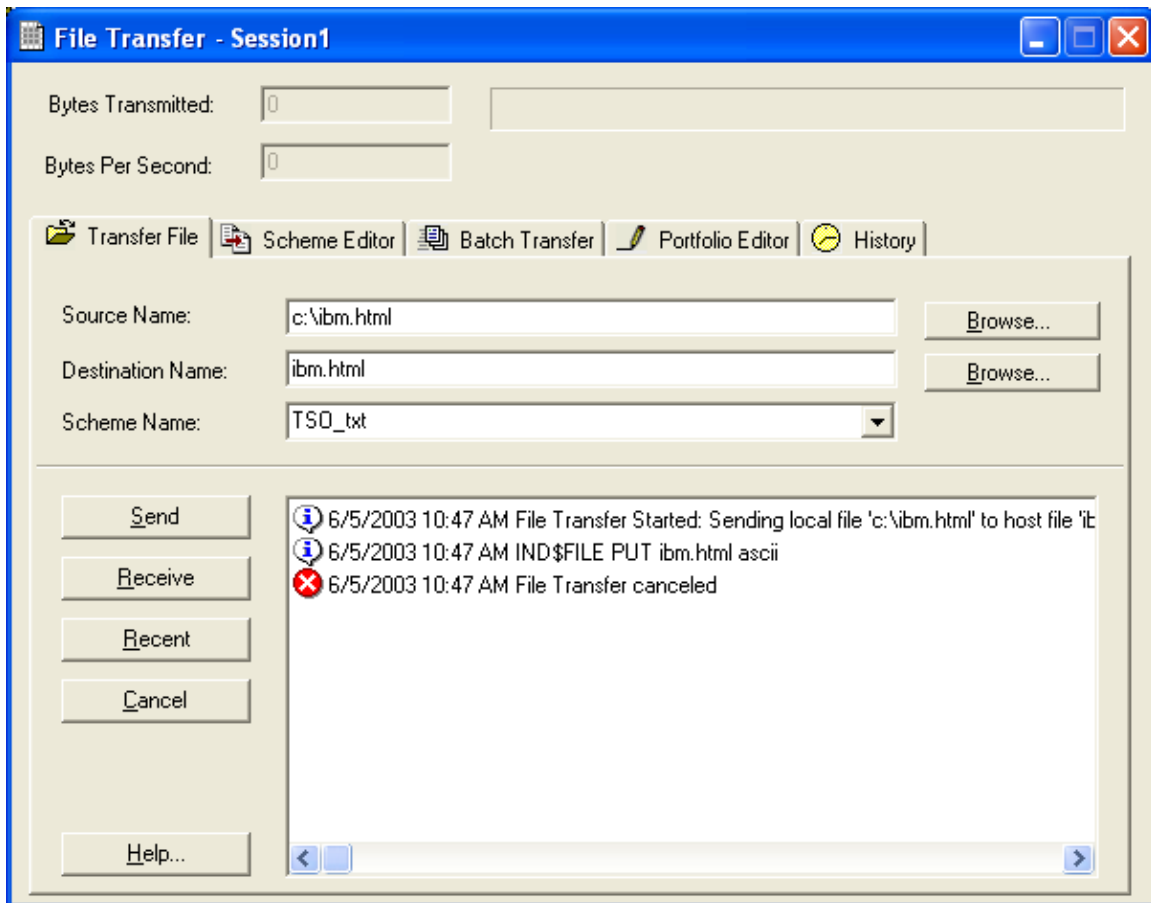 File Transfer - Session1
Bytes Transmitted: 0
Bytes Per Second: 0
Transfer File Scheme Editor Batch Transfer Portfolio Editor History
Source Name: c:\ibm.html Browse...
Destination Name: ibm.html Browse...
Scheme Name: TSO_txt
Send
Receive
Recent
Cancel
Help...
6/5/2003 10:47 AM File Transfer Started: Sending local file 'c:\ibm.html' to host file 'ib
6/5/2003 10:47 AM IND$FILE PUT ibm.html ascii
6/5/2003 10:47 AM File Transfer canceled